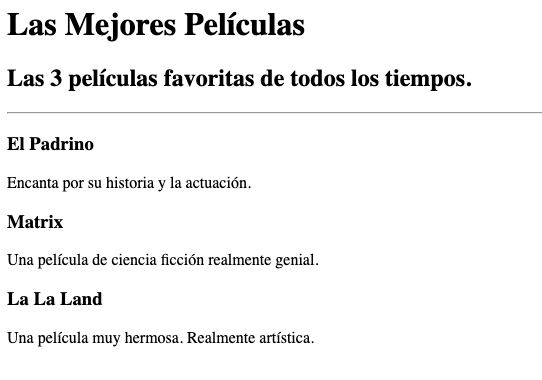 Las Mejores Películas
Las 3 películas favoritas de todos los tiempos.
El Padrino
Encanta por su historia y la actuación.
Matrix
Una película de ciencia ficción realmente genial.
La La Land
Una película muy hermosa. Realmente artística.